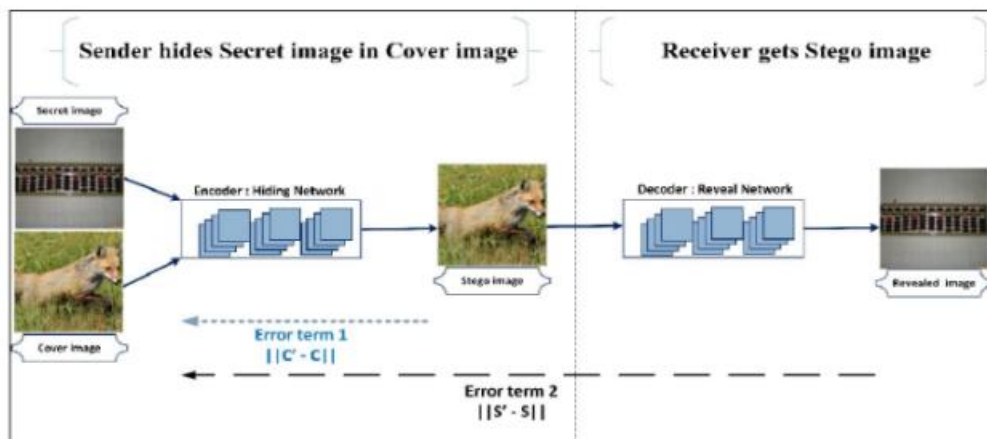 Sender hides Secret image in Cover image
Receiver gets Stego image
Secret image
Encoder : Hiding Network
Decoder : Reveal Network
Stego image
Revealed image
Cover image
Error term 1
||C' - C||
Error term 2
||S' - S||